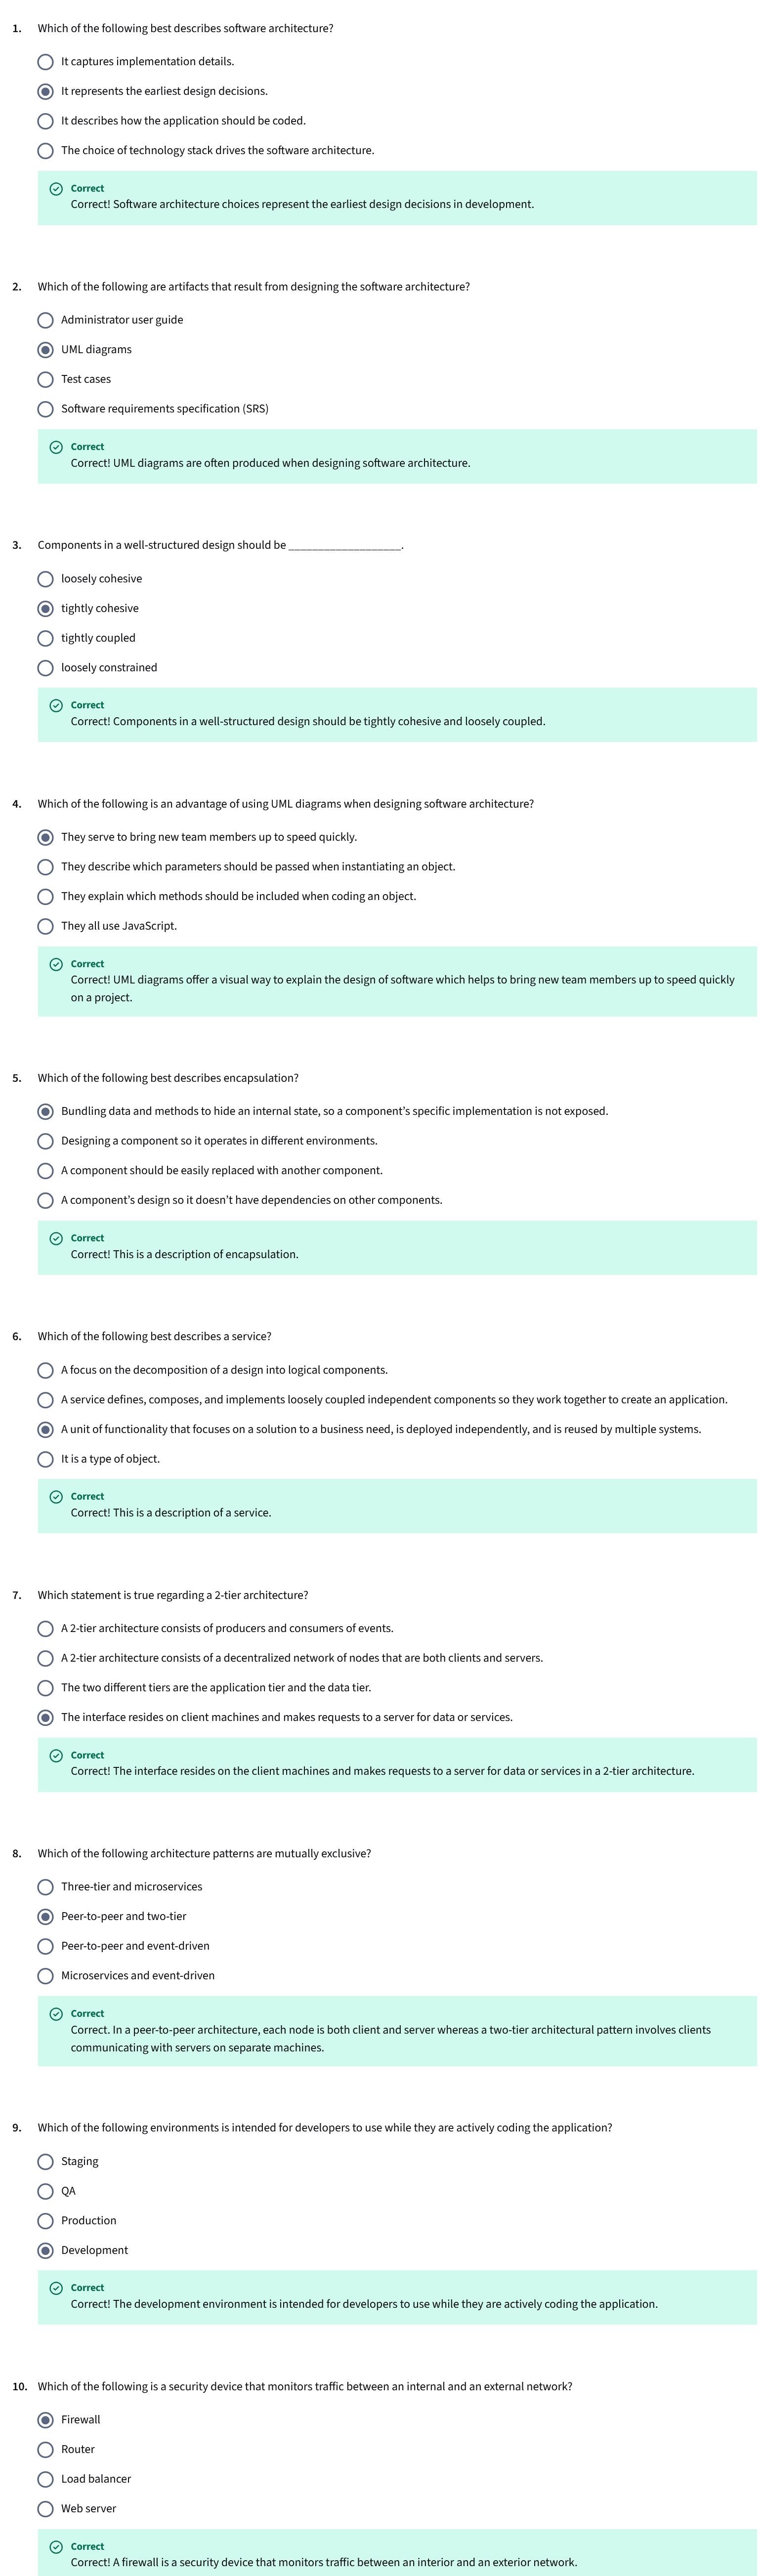 1. Which of the following best describes software architecture?
It captures implementation details.
It represents the earliest design decisions.
It describes how the application should be coded.
The choice of technology stack drives the software architecture.
Correct
Correct! Software architecture choices represent the earliest design decisions in development.
2. Which of the following are artifacts that result from designing the software architecture?
Administrator user guide
UML diagrams
Test cases
Software requirements specification (SRS)
Correct
Correct! UML diagrams are often produced when designing software architecture.
3. Components in a well-structured design should be ___________________.
loosely cohesive
tightly cohesive
tightly coupled
loosely constrained
Correct
Correct! Components in a well-structured design should be tightly cohesive and loosely coupled.
4. Which of the following is an advantage of using UML diagrams when designing software architecture?
They serve to bring new team members up to speed quickly.
They describe which parameters should be passed when instantiating an object.
They explain which methods should be included when coding an object.
They all use JavaScript.
Correct
Correct! UML diagrams offer a visual way to explain the design of software which helps to bring new team members up to speed quickly
on a project.
5. Which of the following best describes encapsulation?
Bundling data and methods to hide an internal state, so a component's specific implementation is not exposed.
Designing a component so it operates in different environments.
A component should be easily replaced with another component.
A component's design so it doesn't have dependencies on other components.
Correct
Correct! This is a description of encapsulation.
6. Which of the following best describes a service?
A focus on the decomposition of a design into logical components.
A service defines, composes, and implements loosely coupled independent components so they work together to create an application.
A unit of functionality that focuses on a solution to a business need, is deployed independently, and is reused by multiple systems.
It is a type of object.
Correct
Correct! This is a description of a service.
7. Which statement is true regarding a 2-tier architecture?
A 2-tier architecture consists of producers and consumers of events.
A 2-tier architecture consists of a decentralized network of nodes that are both clients and servers.
The two different tiers are the application tier and the data tier.
The interface resides on client machines and makes requests to a server for data or services.
Correct
Correct! The interface resides on the client machines and makes requests to a server for data or services in a 2-tier architecture.
8. Which of the following architecture patterns are mutually exclusive?
Three-tier and microservices
Peer-to-peer and two-tier
Peer-to-peer and event-driven
Microservices and event-driven
Correct
Correct. In a peer-to-peer architecture, each node is both client and server whereas a two-tier architectural pattern involves clients
communicating with servers on separate machines.
9. Which of the following environments is intended for developers to use while they are actively coding the application?
Staging
QA
Production
Development
Correct
Correct! The development environment is intended for developers to use while they are actively coding the application.
10. Which of the following is a security device that monitors traffic between an internal and an external network?
Firewall
Router
Load balancer
Web server
Correct
Correct! A firewall is a security device that monitors traffic between an interior and an exterior network.